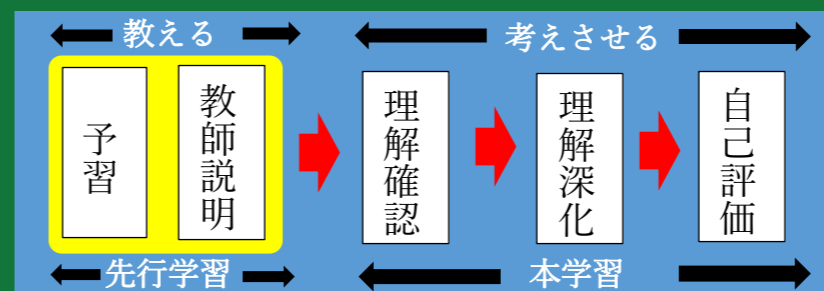 教える
考えさせる
予習
教師説明
理解確認
理解深化
自己評価
先行学習
本学習